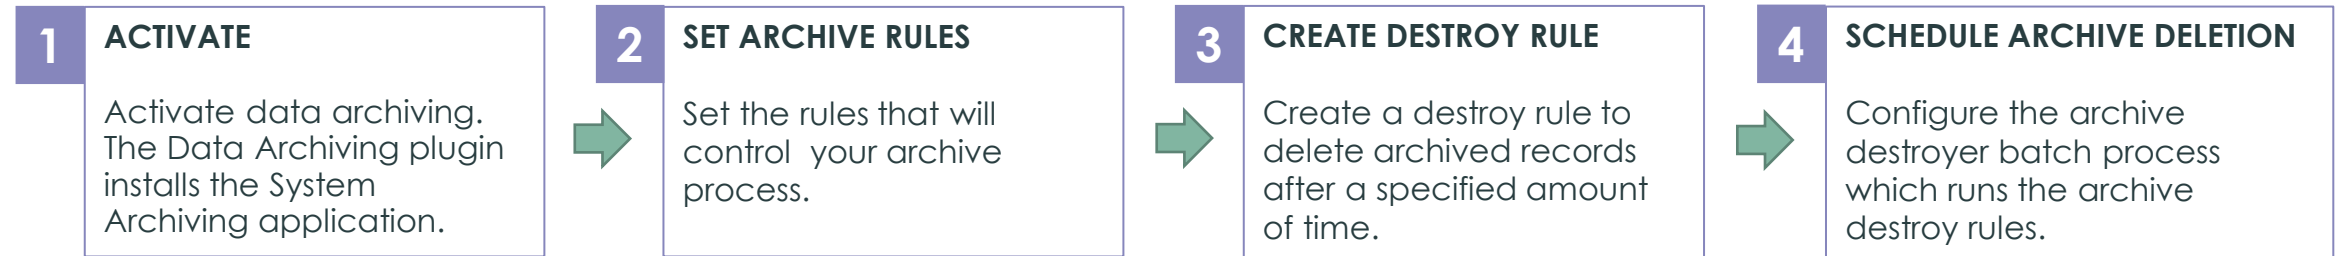 1
ACTIVATE
Activate data archiving.
The Data Archiving plugin
installs the System
Archiving application.
2
SET ARCHIVE RULES
Set the rules that will
control  your archive
process.
3
CREATE DESTROY RULE
Create a destroy rule to
delete archived records
after a specified amount
of time.
4
SCHEDULE ARCHIVE DELETION
Configure the archive
destroyer batch process
which runs the archive
destroy rules.